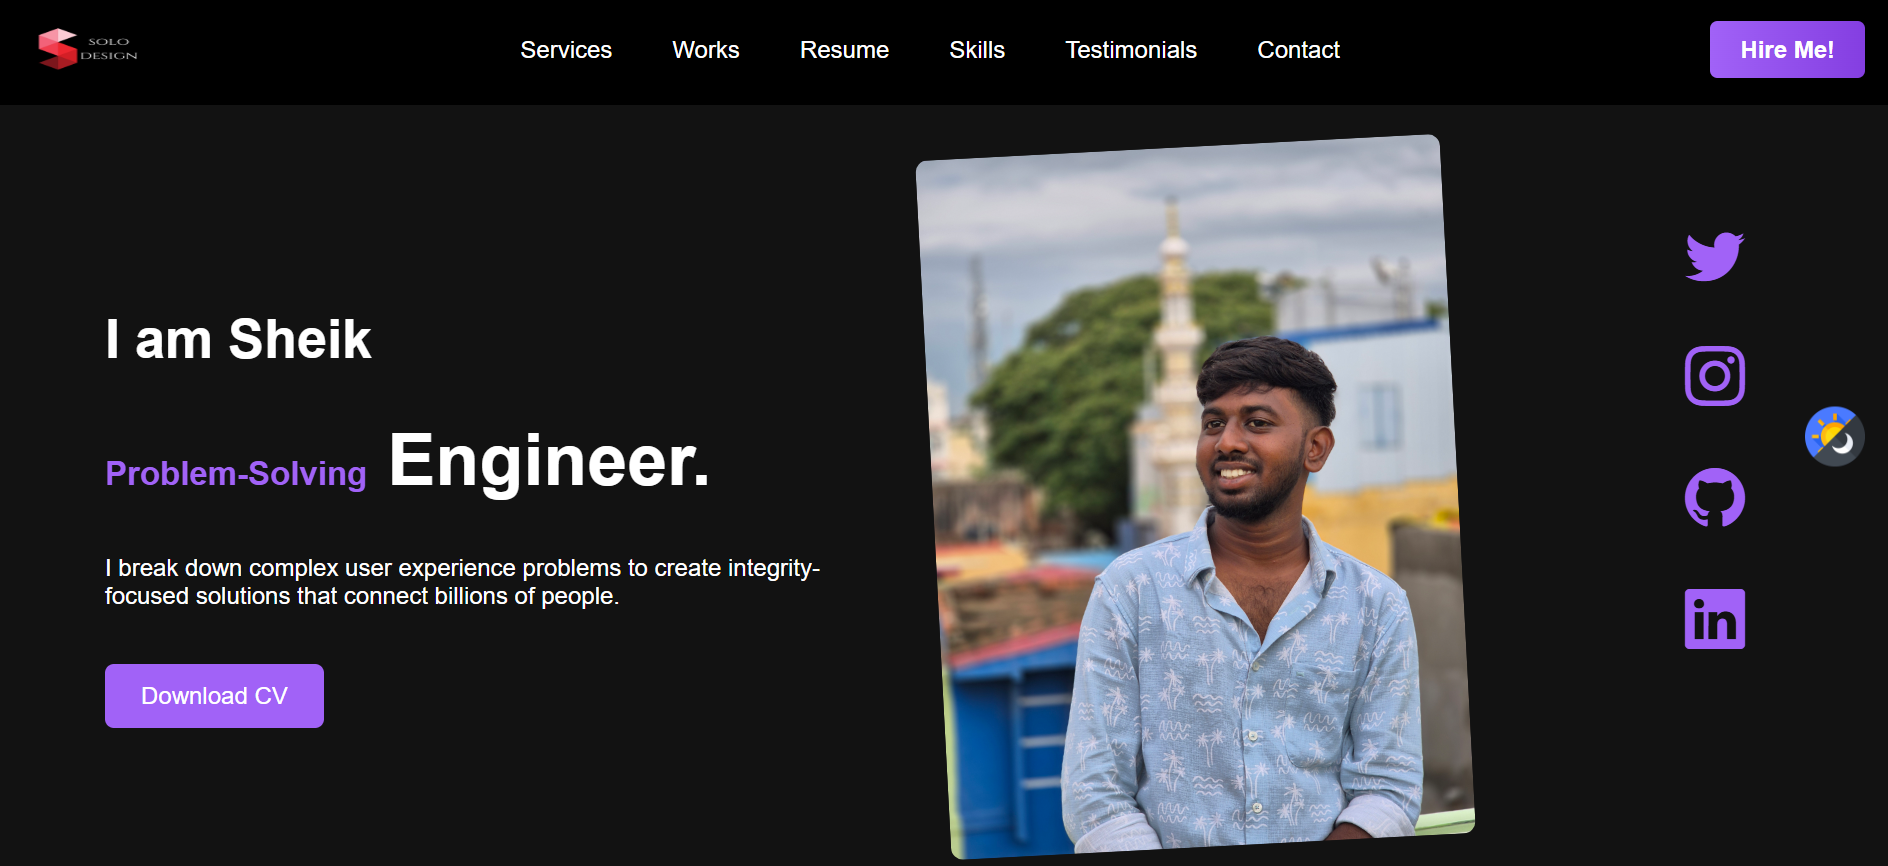 SOLO
DESIGN
Services
Works
Resume
Skills
Testimonials
Contact
Hire Me!
I am Sheik
Problem-Solving Engineer.
I break down complex user experience problems to create integrity-
focused solutions that connect billions of people.
Download CV
in